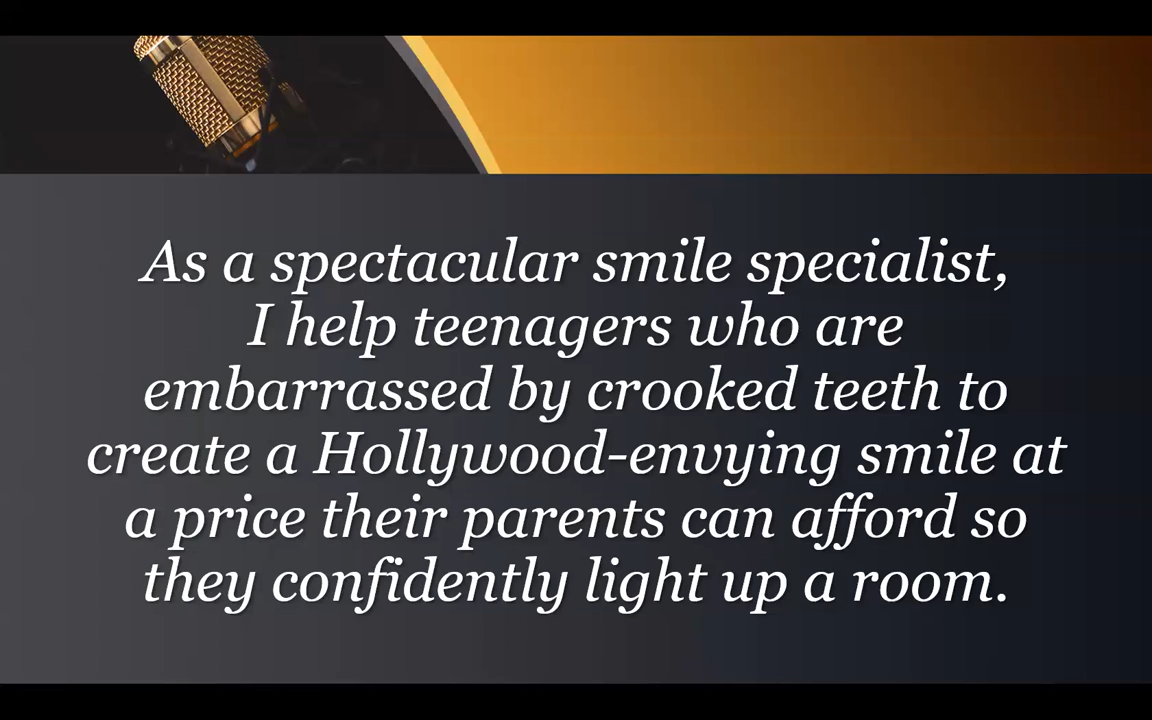 As a spectacular smile specialist,
I help teenagers who are
embarrassed by crooked teeth to
create a Hollywood-envying smile at
a price their parents can afford so
they confidently light up a room.